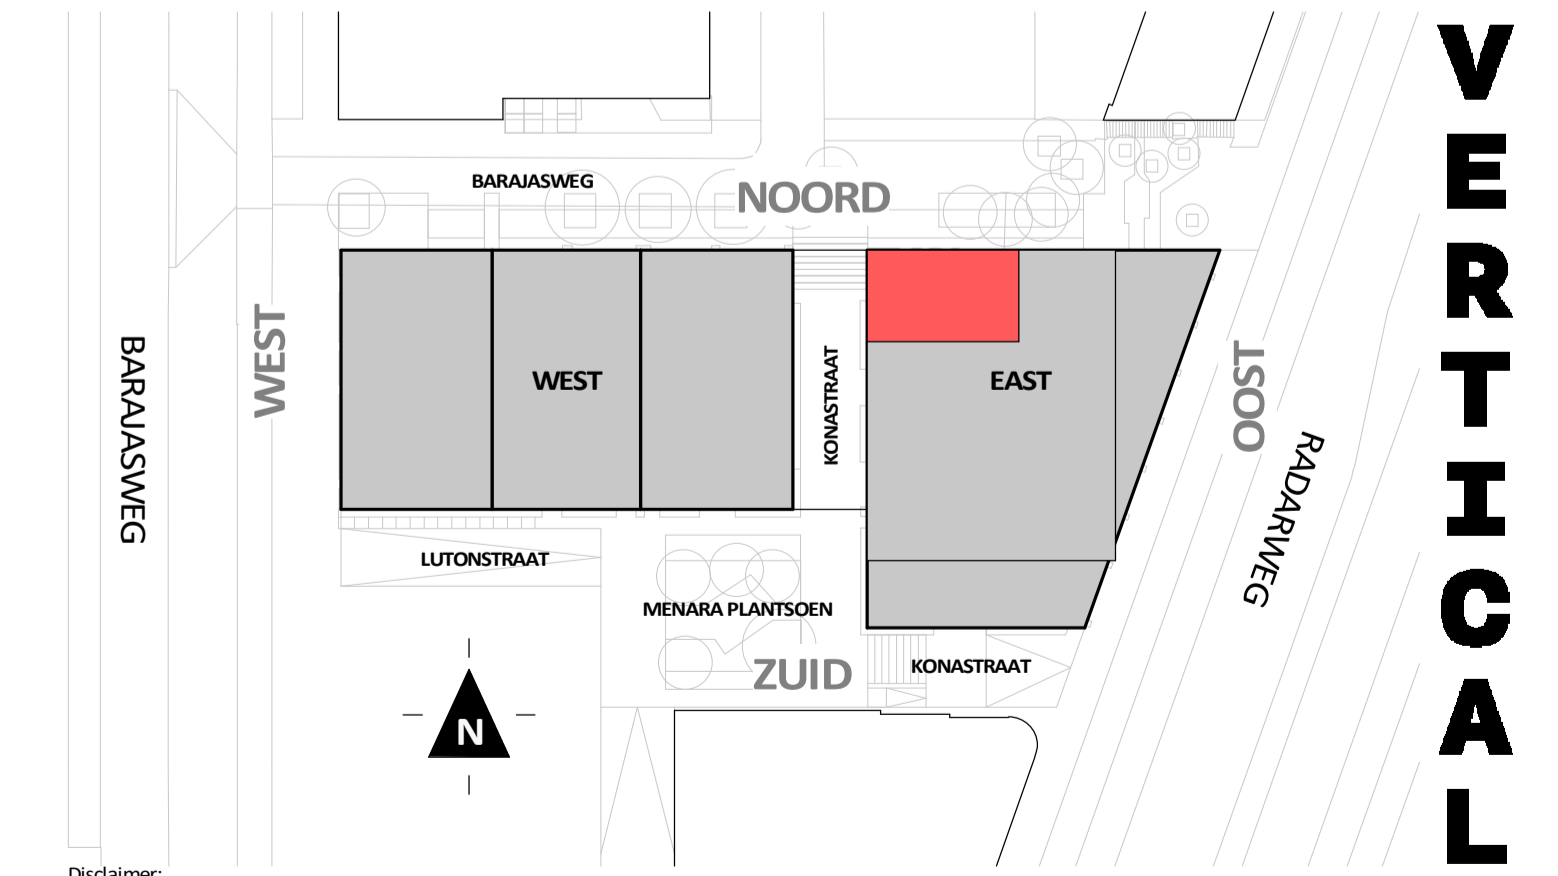 BARAJASWEG
NOORD
WEST
BARAJASWEG
WEST
KONASTRAAT
EAST
OOST
RADARWEG
LUTONSTRAAT
MENARA PLANTSOEN
ZUID
KONASTRAAT
N
VERTICAL
Disclaimer: